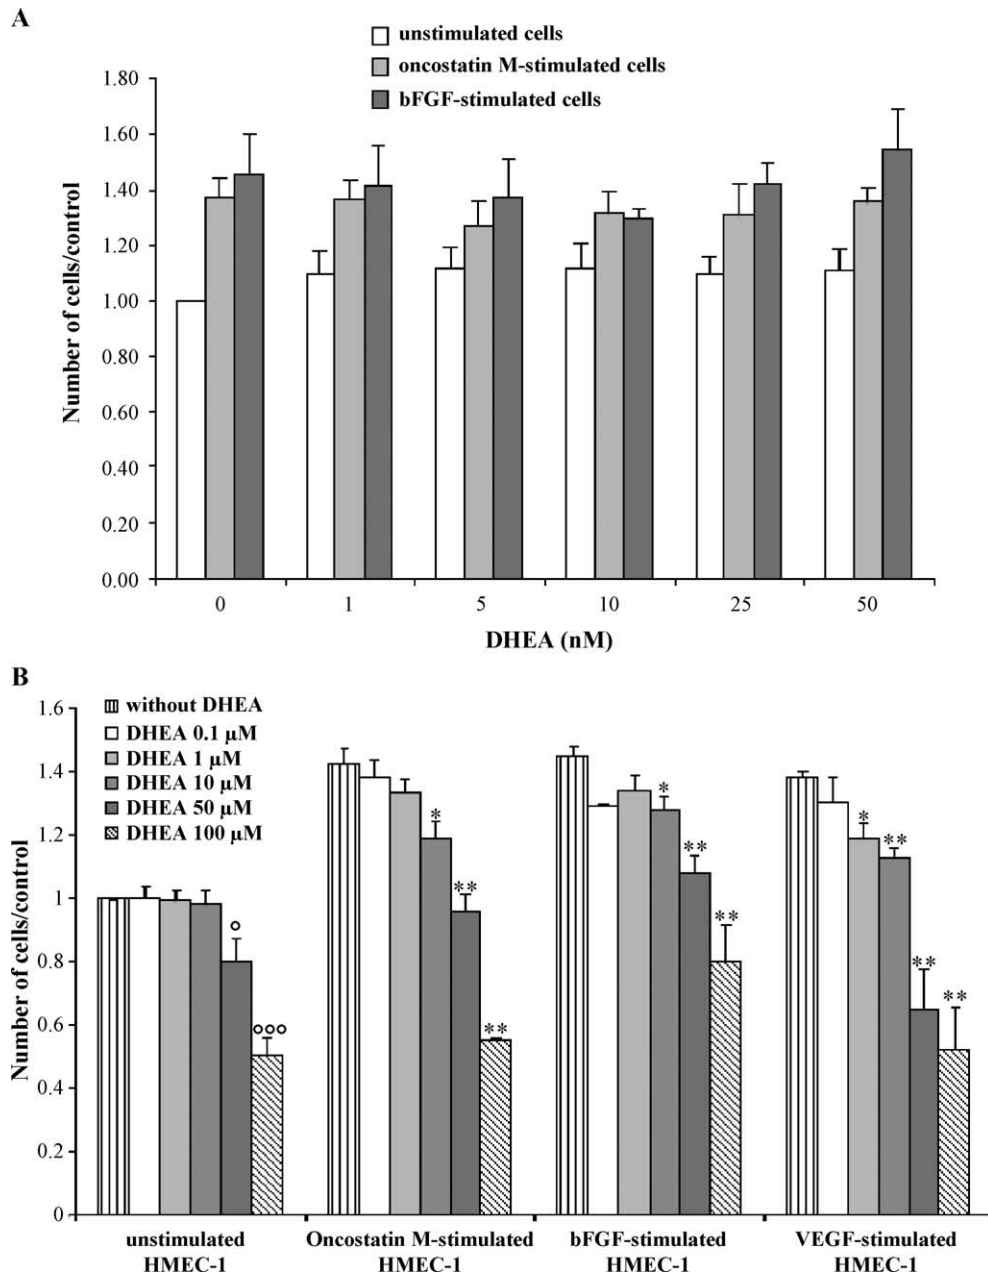 A
unstimulated cells
oncostatin M-stimulated cells
bFGF-stimulated cells
1.80
1.60
1.40
1.20
1.00
0.80
0.60
0.40
0.20
0.00
Number of cells/control
0 1 5 10 25 50
DHEA (nM)
B
without DHEA
DHEA 0.1 µM
DHEA 1 µM
DHEA 10 µM
DHEA 50 µM
DHEA 100 µM
1.6
1.4
1.2
1
0.8
0.6
0.4
0.2
0
Number of cells/control
° °°°
* ** **
* ** **
* ** ** **
unstimulated
HMEC-1
Oncostatin M-stimulated
HMEC-1
bFGF-stimulated
HMEC-1
VEGF-stimulated
HMEC-1